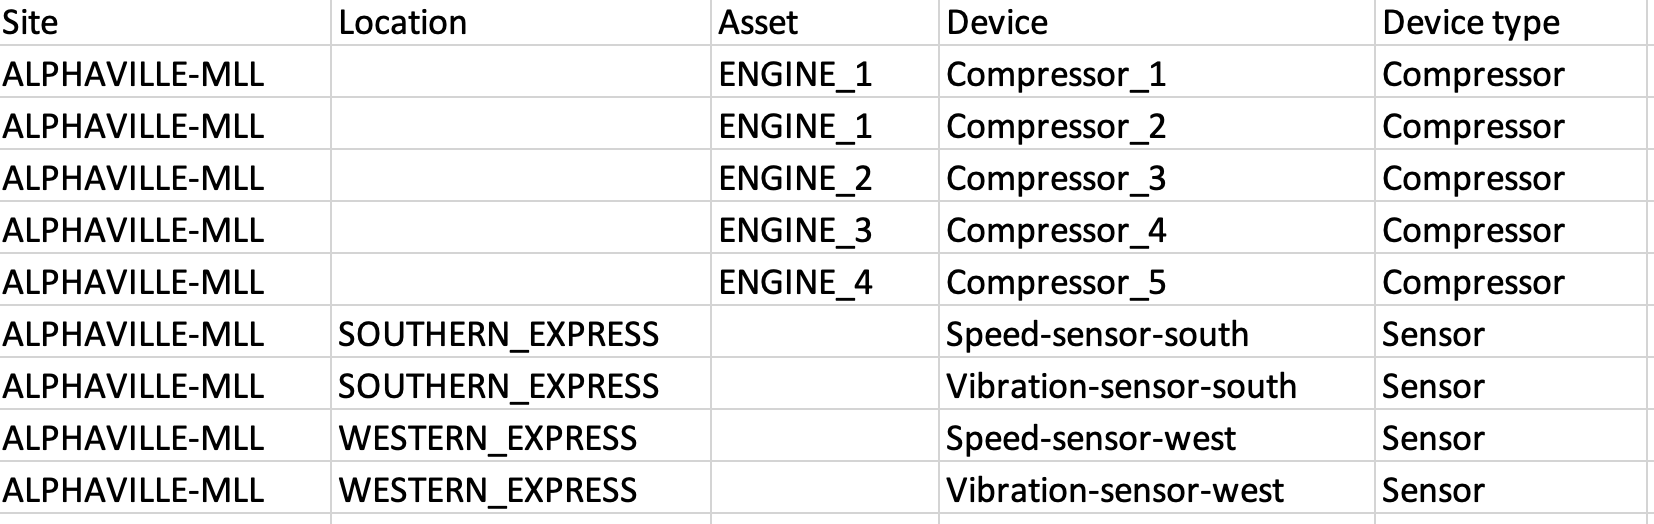 Site Location Asset Device Device type
ALPHAVILLE-MLL ENGINE_1 Compressor_1 Compressor
ALPHAVILLE-MLL ENGINE_1 Compressor_2 Compressor
ALPHAVILLE-MLL ENGINE_2 Compressor_3 Compressor
ALPHAVILLE-MLL ENGINE_3 Compressor_4 Compressor
ALPHAVILLE-MLL ENGINE_4 Compressor_5 Compressor
ALPHAVILLE-MLL SOUTHERN_EXPRESS Speed-sensor-south Sensor
ALPHAVILLE-MLL SOUTHERN_EXPRESS Vibration-sensor-south Sensor
ALPHAVILLE-MLL WESTERN_EXPRESS Speed-sensor-west Sensor
ALPHAVILLE-MLL WESTERN_EXPRESS Vibration-sensor-west Sensor